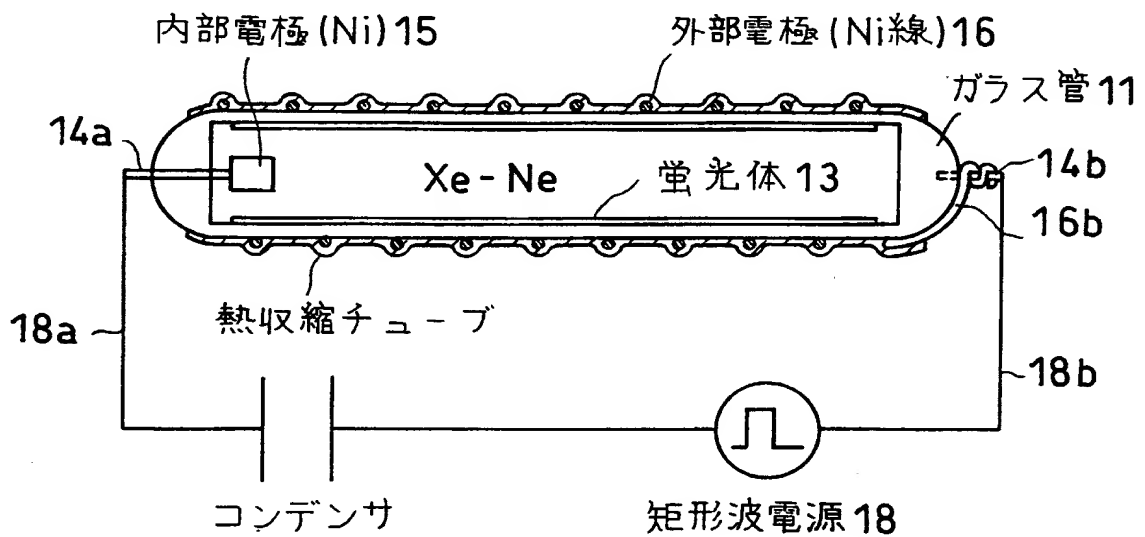 内部電極(Ni)15
外部電極(Ni線)16
ガラス管11
14a
Xe-Ne
蛍光体13
14b
16b
熱収縮チューブ
18a
18b
コンデンサ
矩形波電源18